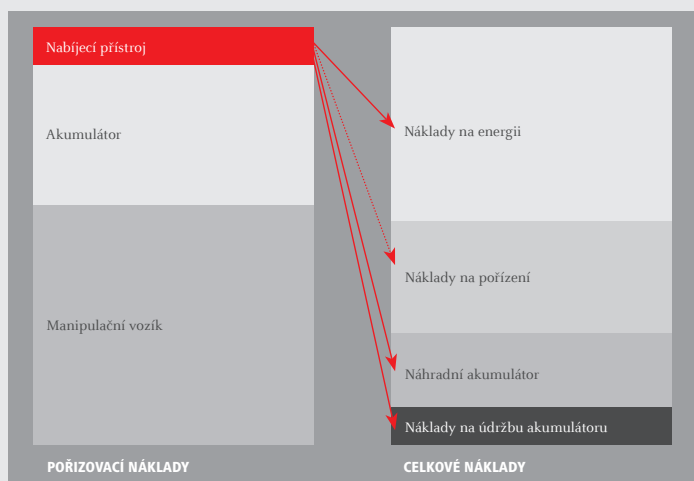 Nabíjecí přístroj
Akumulátor
Manipulační vozík
POŘIZOVACÍ NÁKLADY
Náklady na energii
Náklady na pořízení
Náhradní akumulátor
Náklady na údržbu akumulátoru
CELKOVÉ NÁKLADY